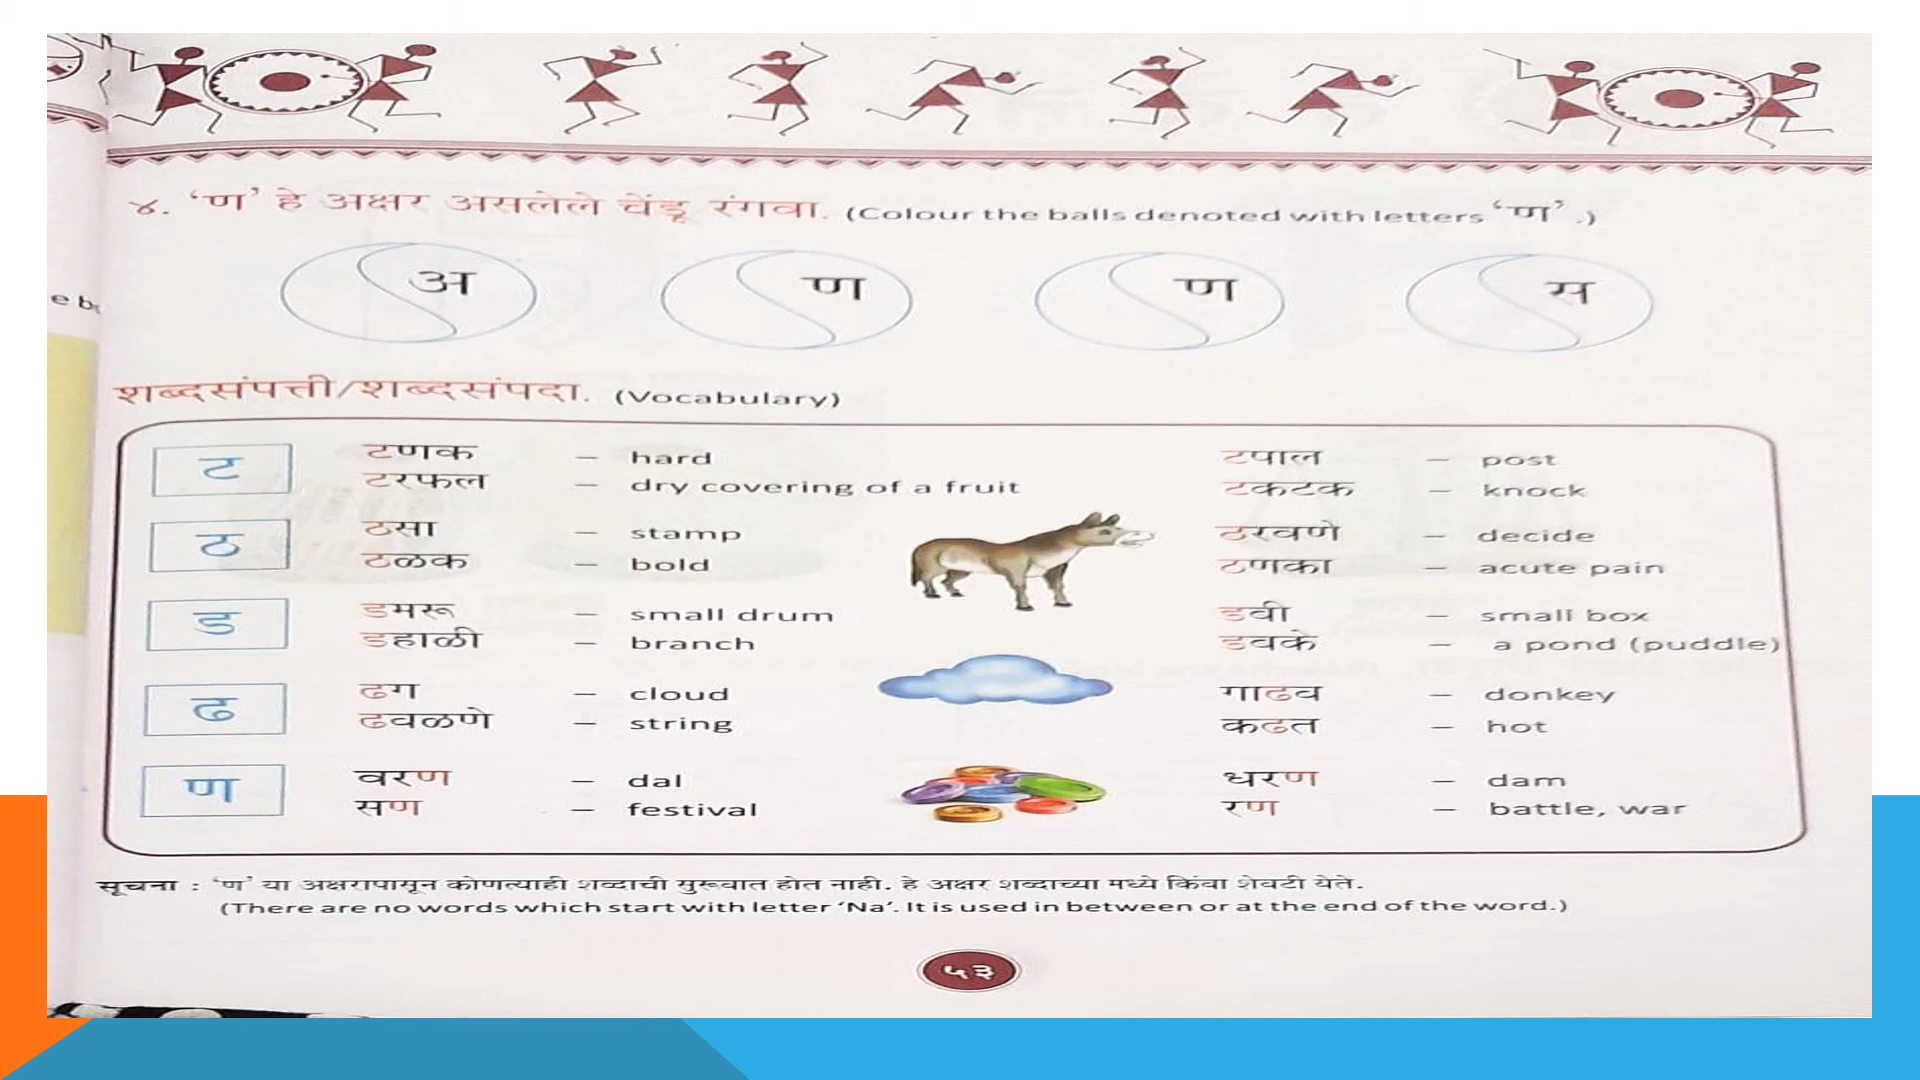 ४. ‘ण’ हे अक्षर असलेले चेंडू रंगवा. (Colour the balls denoted with letters ‘ण’ .)
अ ण ण स
e b
शब्दसंपत्ती/शब्दसंपदा. (Vocabulary)
ट टणक – hard टपाल – post
टरफल – dry covering of a fruit टकटक – knock
ठ ठसा – stamp ठरवणे – decide
ठळक – bold ठणका – acute pain
ड डमरू – small drum डबी – small box
डहाळी – branch डबके – a pond (puddle)
ढ ढग – cloud गाढव – donkey
ढवळणे – string कढत – hot
ण वरण – dal धरण – dam
सण – festival रण – battle, war
सूचना : ‘ण’ या अक्षरापासून कोणत्याही शब्दाची सुरूवात होत नाही. हे अक्षर शब्दाच्या मध्ये किंवा शेवटी येते.
(There are no words which start with letter ‘Na’. It is used in between or at the end of the word.)
५३